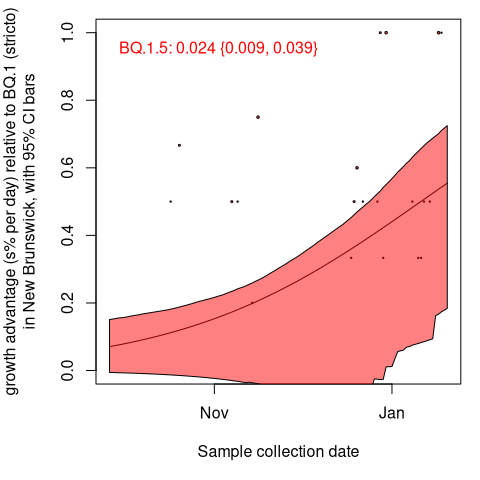 growth advantage (s% per day) relative to BQ.1 (stricto)
in New Brunswick, with 95% CI bars
BQ.1.5: 0.024 {0.009, 0.039}
1.0
0.8
0.6
0.4
0.2
0.0
Nov Jan
Sample collection date